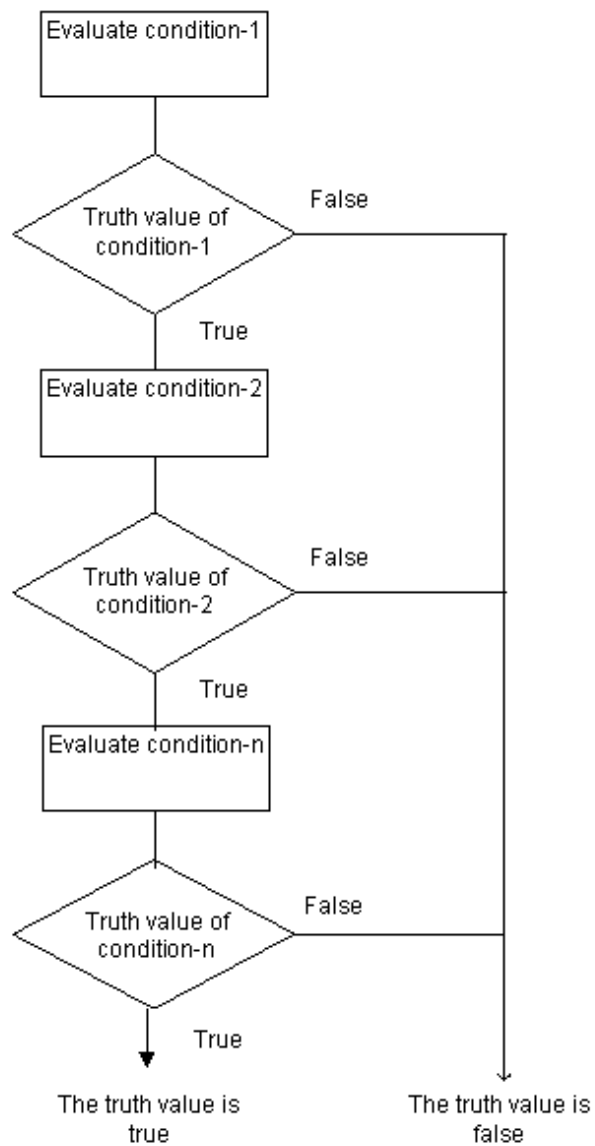 Evaluate condition-1
Truth value of
condition-1
False
True
Evaluate condition-2
Truth value of
condition-2
False
True
Evaluate condition-n
Truth value of
condition-n
False
True
The truth value is
true
The truth value is
false